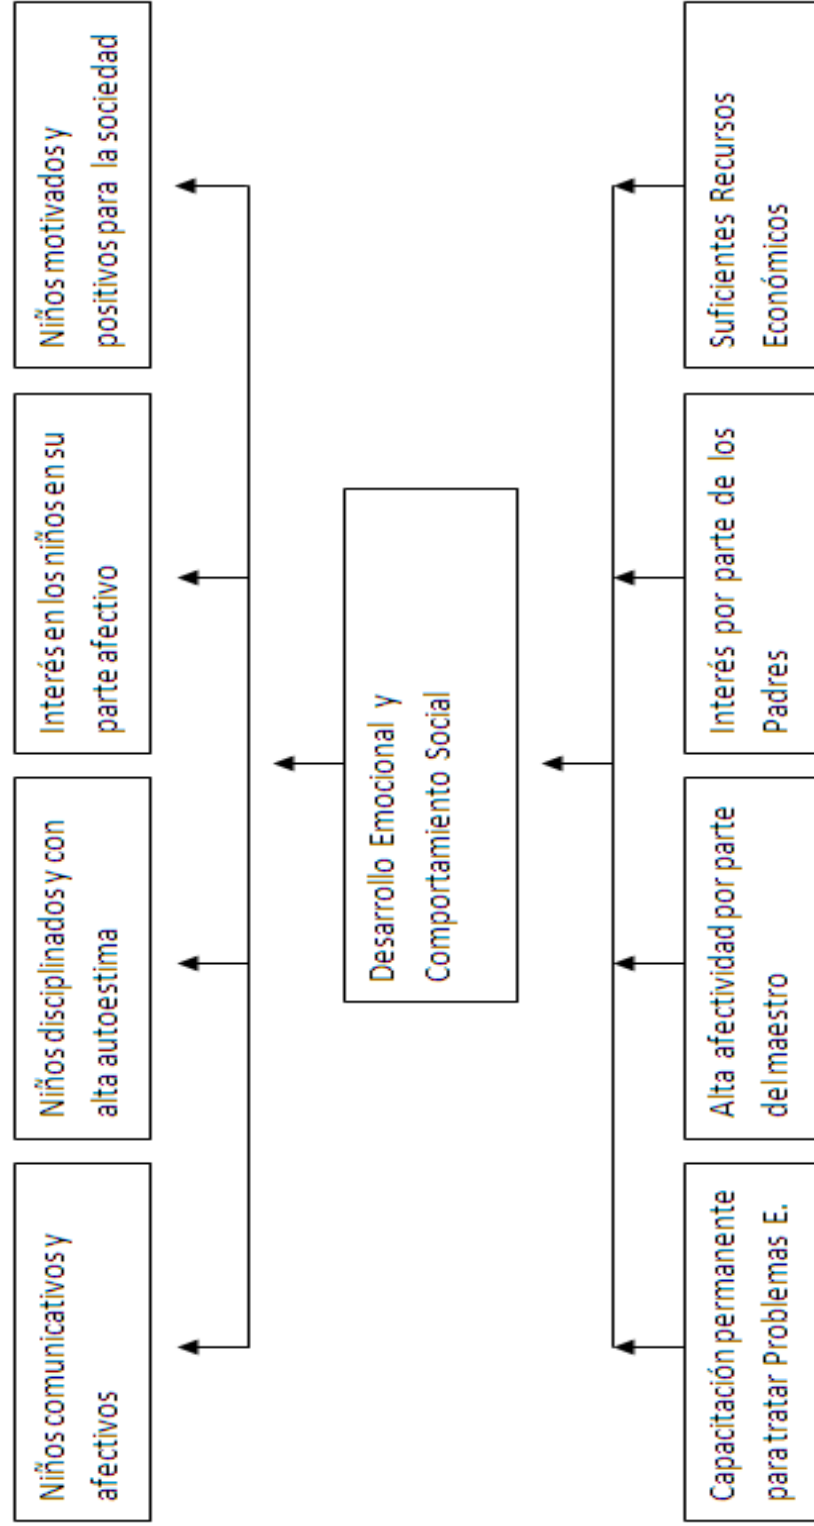 Niños comunicativos y
afectivos
Niños disciplinados y con
alta autoestima
Interés en los niños en su
parte afectivo
Niños motivados y
positivos para la sociedad
Desarrollo Emocional y
Comportamiento Social
Capacitación permanente
para tratar Problemas E.
Alta afectividad por parte
del maestro
Interés por parte de los
Padres
Suficientes Recursos
Económicos